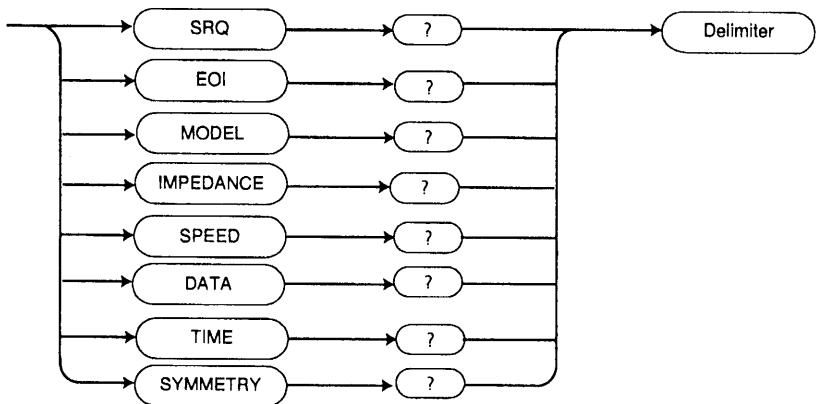 SRQ ? Delimiter
EOI ?
MODEL ?
IMPEDANCE ?
SPEED ?
DATA ?
TIME ?
SYMMETRY ?